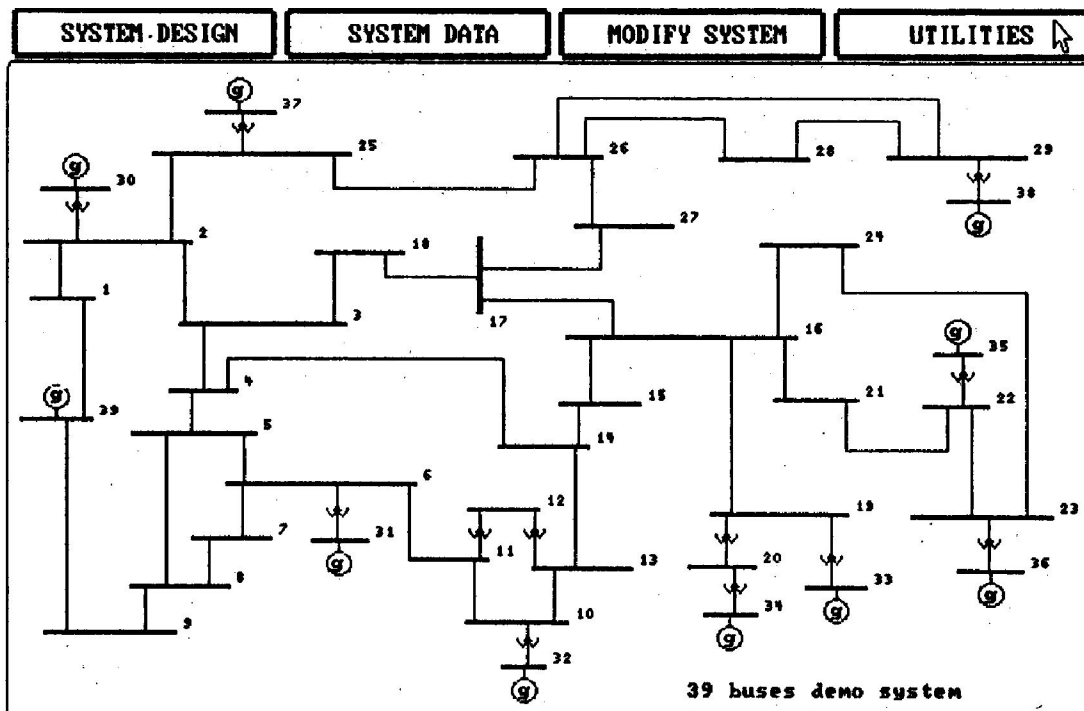 SYSTEM DESIGN SYSTEM DATA MODIFY SYSTEM UTILITIES
g 37
25 26 28 29
g 30
38
g
27
2 18 24
1
17
3 16 g 35
4 15 21 22
g 39
5 14
6 12
7 31 11 19 23
g
13 20 36
8 34 33 g
9 10 g g
32
g
39 buses demo system